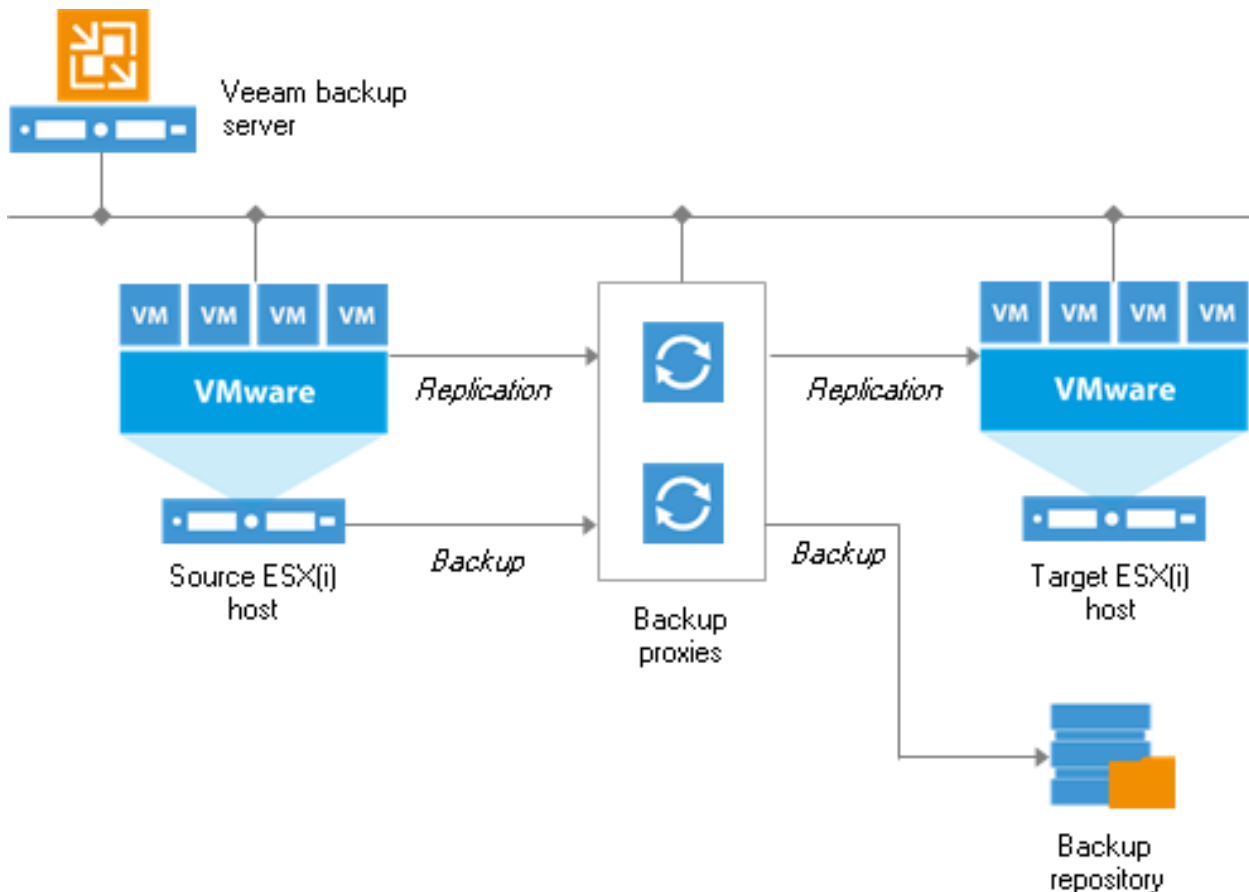 Veeam backup
server
VM VM VM VM
VMware
Source ESX(i)
host
Replication
Backup
Backup
proxies
Replication
Backup
VM VM VM VM
VMware
Target ESX(i)
host
Backup
repository